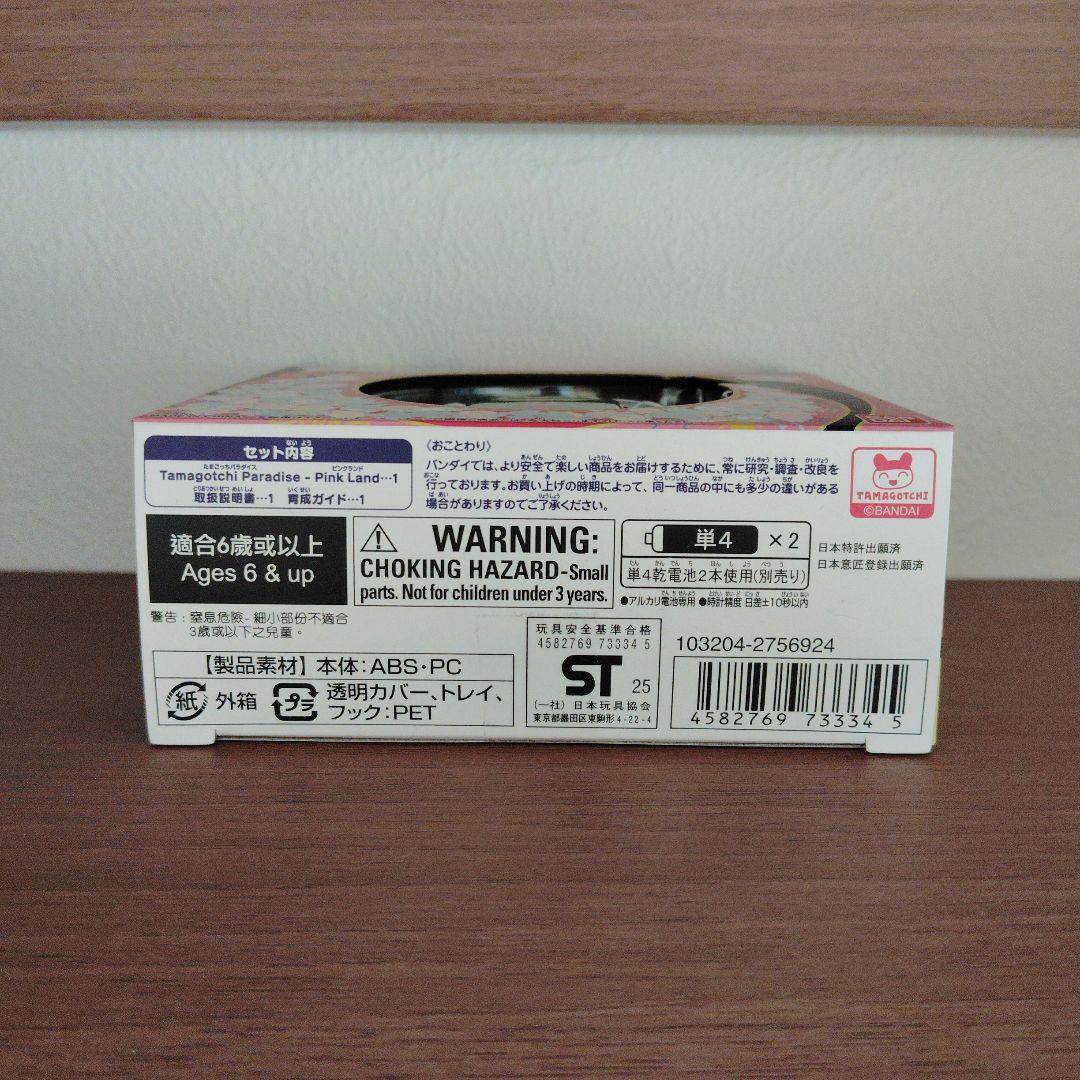 セット内容
Tamagotchi Paradise - Pink Land…1
取扱説明書…1 育成ガイド…1
〈おことわり〉
バンダイでは、より安全で楽しい商品をお届けするために、常に研究・調査・改良を
行っております。お買い上げの時期によって、同一商品の中にも多少の違いがある
場合がありますのでご了承ください。
TAMAGOTCHI
©BANDAI
適合6歲或以上
Ages 6 & up
警告：窒息危險- 細小部份不適合
3歲或以下之兒童。
WARNING:
CHOKING HAZARD-Small
parts. Not for children under 3 years.
単4 ×2
単4乾電池2本使用(別売り)
●アルカリ電池専用 ●時計精度 日差±10秒以内
日本特許出願済
日本意匠登録出願済
【製品素材】本体：ABS・PC
紙 外箱
プラ 透明カバー、トレイ、
フック：PET
玩具安全基準合格
4582769 73334 5
ST 25
(一社)日本玩具協会
東京都墨田区東駒形4-22-4
103204-2756924
4582769 73334 5